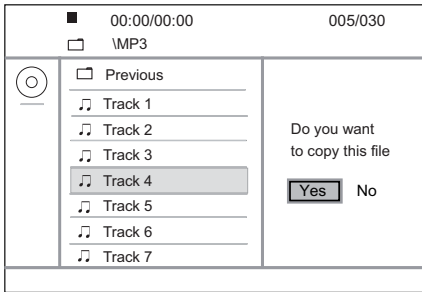 00:00/00:00 005/030
\MP3
Previous
Track 1
Track 2
Track 3
Track 4
Track 5
Track 6
Track 7
Do you want
to copy this file
Yes No